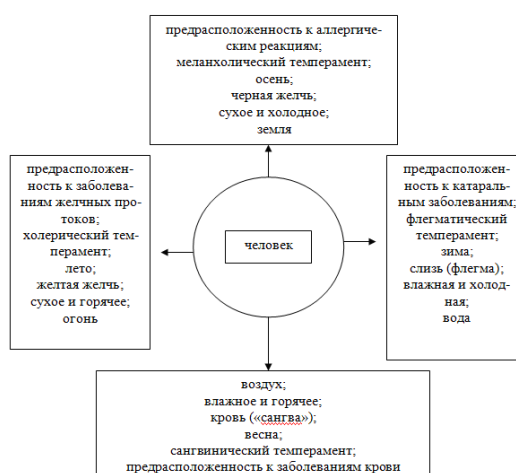 предрасположенность к аллергиче-
ским реакциям;
меланхолический темперамент;
осень;
черная желчь;
сухое и холодное;
земля
предрасположен-
ность к заболева-
ниям желчных про-
токов;
холерический тем-
перамент;
лето;
желтая желчь;
сухое и горячее;
огонь
человек
предрасположен-
ность к катараль-
ным заболеваниям;
флегматический
темперамент;
зима;
слизь (флегма);
влажная и холод-
ная;
вода
воздух;
влажное и горячее;
кровь («сангва»);
весна;
сангвинический темперамент;
предрасположенность к заболеваниям крови